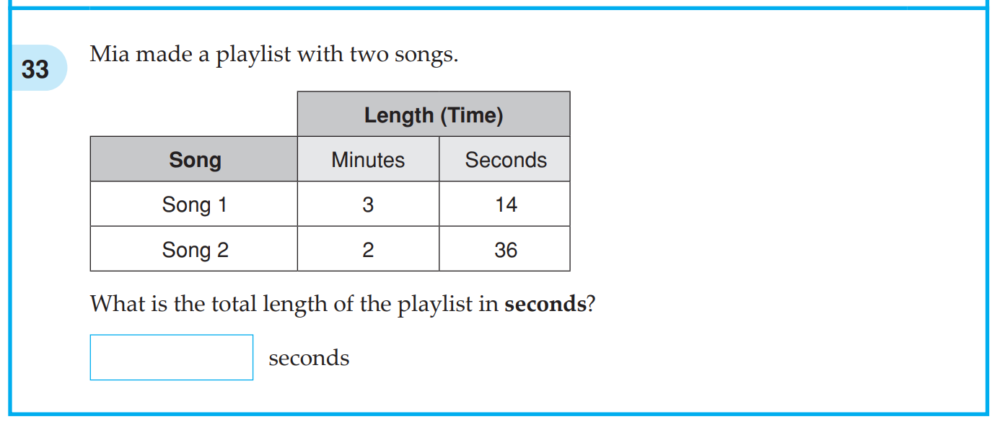 33
Mia made a playlist with two songs.
Length (Time)
Song Minutes Seconds
Song 1 3 14
Song 2 2 36
What is the total length of the playlist in seconds?
seconds